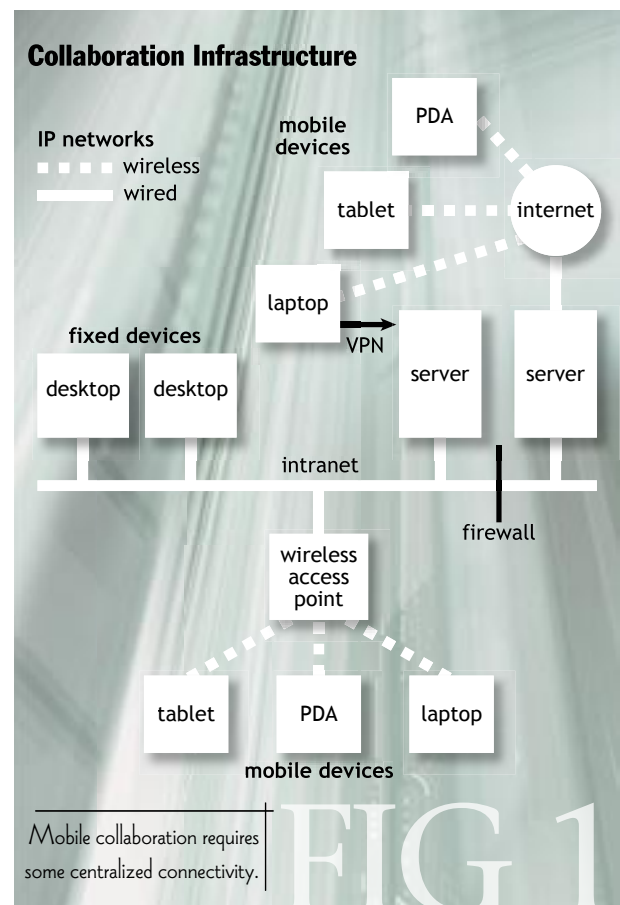 Collaboration Infrastructure
IP networks
wireless
wired
mobile
devices
PDA
tablet
internet
laptop
VPN
fixed devices
desktop
desktop
server
server
intranet
firewall
wireless
access
point
tablet
PDA
laptop
mobile devices
Mobile collaboration requires
some centralized connectivity.
FIG 1